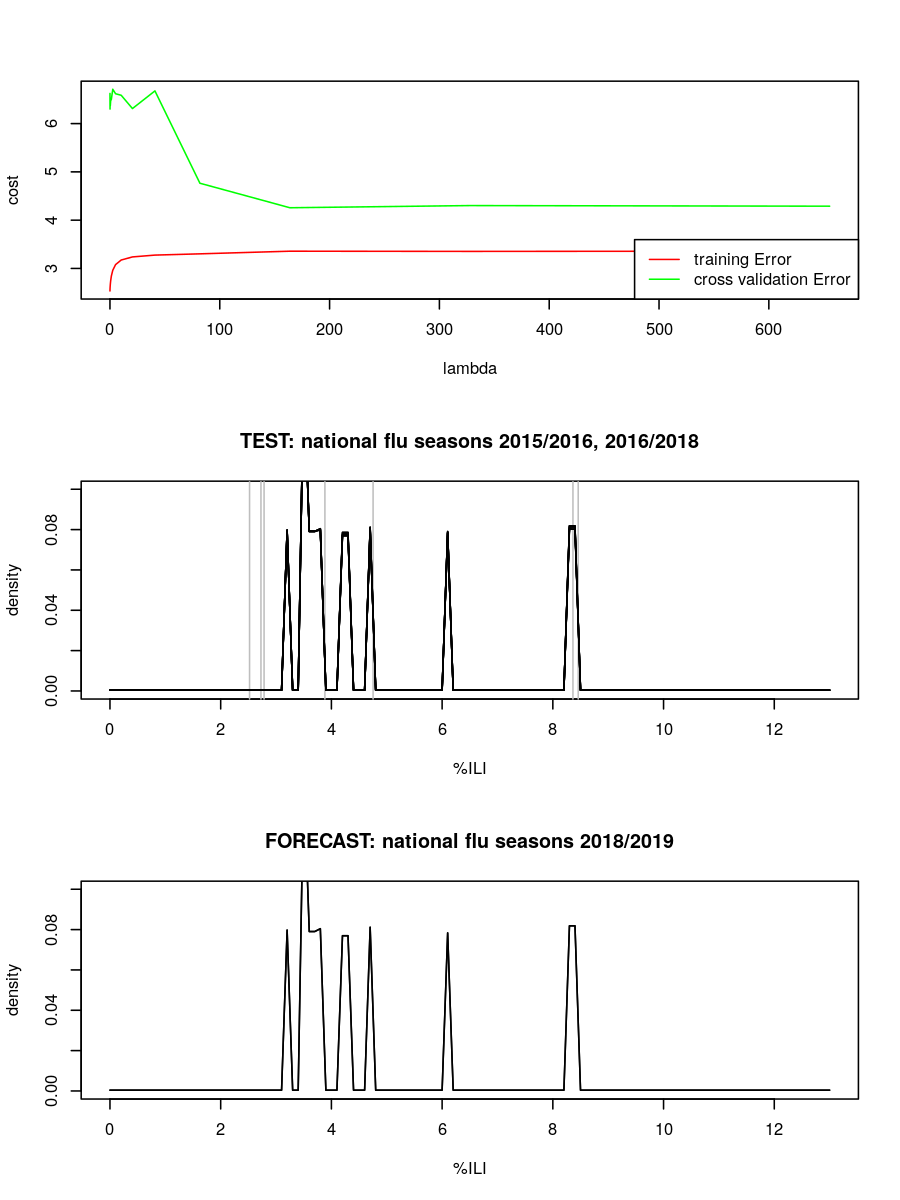 cost
6
5
4
3
training Error
cross validation Error
0 100 200 300 400 500 600
lambda
TEST: national flu seasons 2015/2016, 2016/2018
density
0.08
0.04
0.00
0 2 4 6 8 10 12
%ILI
FORECAST: national flu seasons 2018/2019
density
0.08
0.04
0.00
0 2 4 6 8 10 12
%ILI